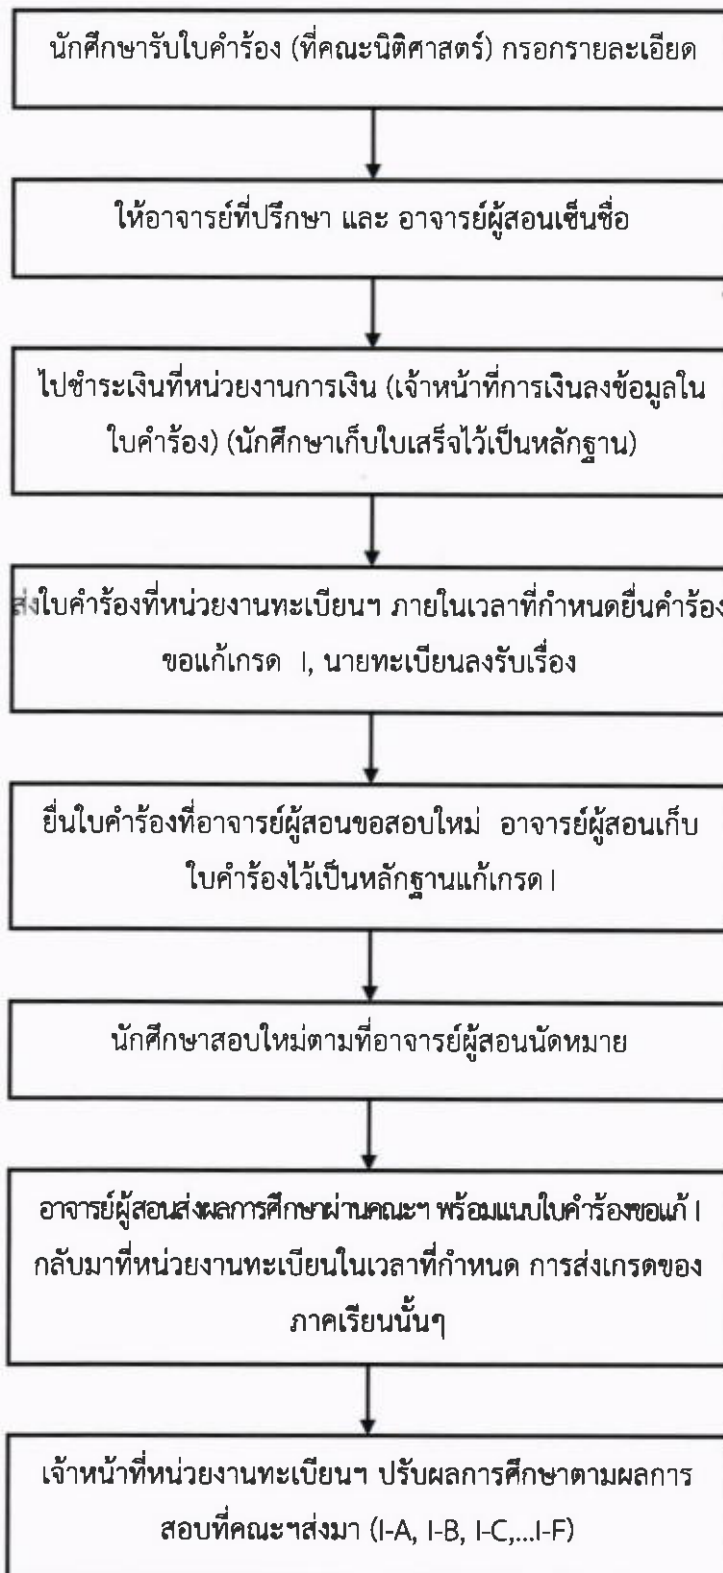 นักศึกษารับใบคำร้อง (ที่คณะนิติศาสตร์) กรอกรายละเอียด
ให้อาจารย์ที่ปรึกษา และ อาจารย์ผู้สอนเซ็นชื่อ
ไปชำระเงินที่หน่วยงานการเงิน (เจ้าหน้าที่การเงินลงข้อมูลใน
ใบคำร้อง) (นักศึกษาเก็บใบเสร็จไว้เป็นหลักฐาน)
ส่งใบคำร้องที่หน่วยงานทะเบียนฯ ภายในเวลาที่กำหนดยื่นคำร้อง
ขอแก้เกรด I, นายทะเบียนลงรับเรื่อง
ยื่นใบคำร้องที่อาจารย์ผู้สอนขอสอบใหม่ อาจารย์ผู้สอนเก็บ
ใบคำร้องไว้เป็นหลักฐานแก้เกรด I
นักศึกษาสอบใหม่ตามที่อาจารย์ผู้สอนนัดหมาย
อาจารย์ผู้สอนส่งผลการศึกษาผ่านคณะฯ พร้อมแนบใบคำร้องขอแก้ I
กลับมาที่หน่วยงานทะเบียนในเวลาที่กำหนด การส่งเกรดของ
ภาคเรียนนั้นๆ
เจ้าหน้าที่หน่วยงานทะเบียนฯ ปรับผลการศึกษาตามผลการ
สอบที่คณะฯส่งมา (I-A, I-B, I-C,...I-F)